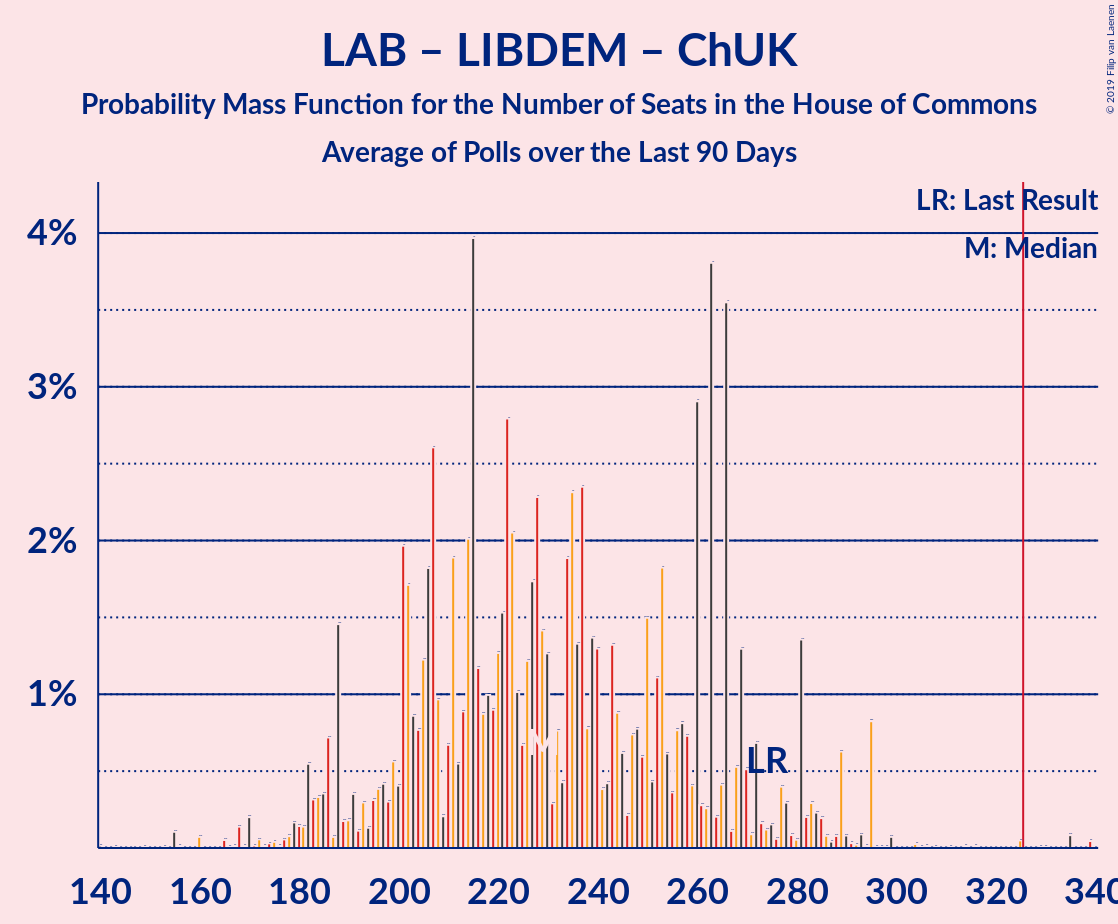 LAB – LIBDEM – ChUK
Probability Mass Function for the Number of Seats in the House of Commons
Average of Polls over the Last 90 Days
© 2019 Filip van Laenen
LR: Last Result
M: Median
4%
3%
2%
1%
M
LR
140 160 180 200 220 240 260 280 300 320 340